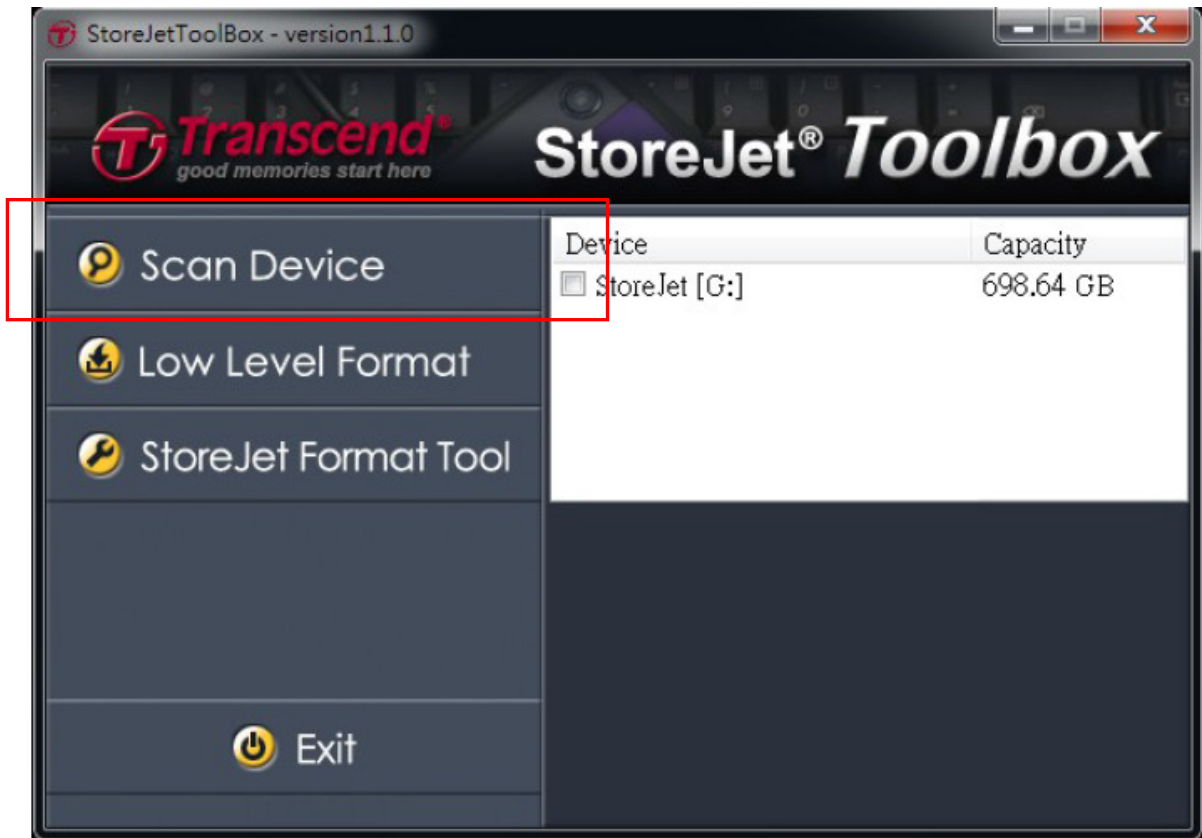 StoreJetToolBox - version1.1.0
Transcend®
good memories start here
StoreJet® Toolbox
Scan Device
Low Level Format
StoreJet Format Tool
Exit
Device Capacity
StoreJet [G:] 698.64 GB